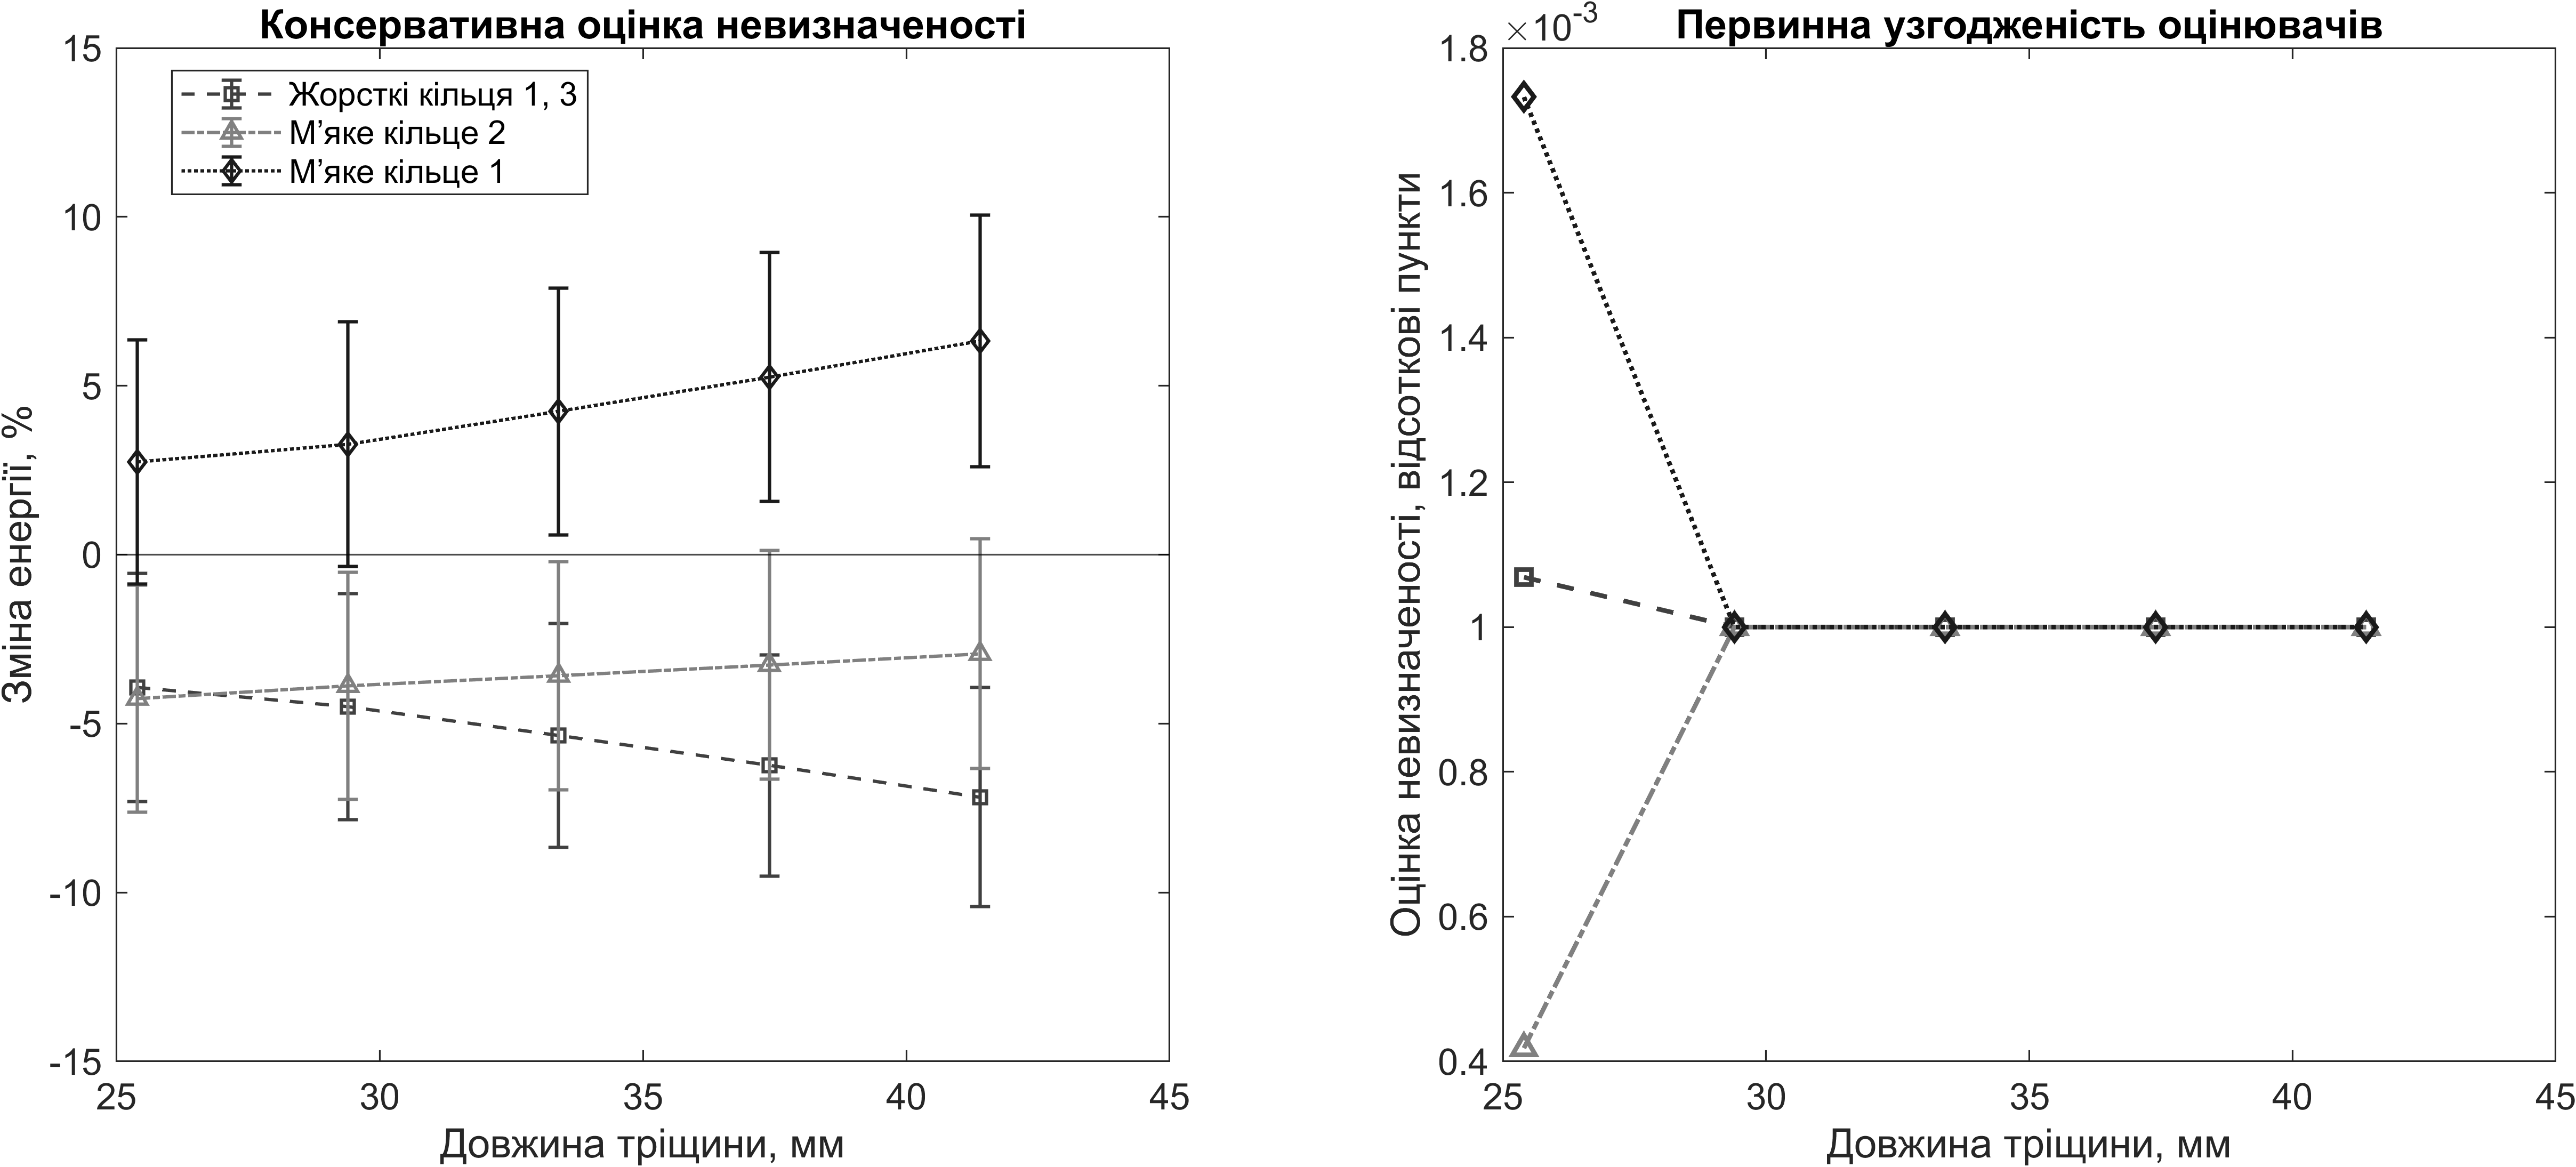 Консервативна оцінка невизначеності
15
10
5
0
-5
-10
-15
Зміна енергії, %
Жорсткі кільця 1, 3
М’яке кільце 2
М’яке кільце 1
25
30
35
40
45
Довжина тріщини, мм
Первинна узгодженість оцінювачів
×10-3
1.8
1.6
1.4
1.2
1
0.8
0.6
0.4
Оцінка невизначеності, відсоткові пункти
25
30
35
40
45
Довжина тріщини, мм